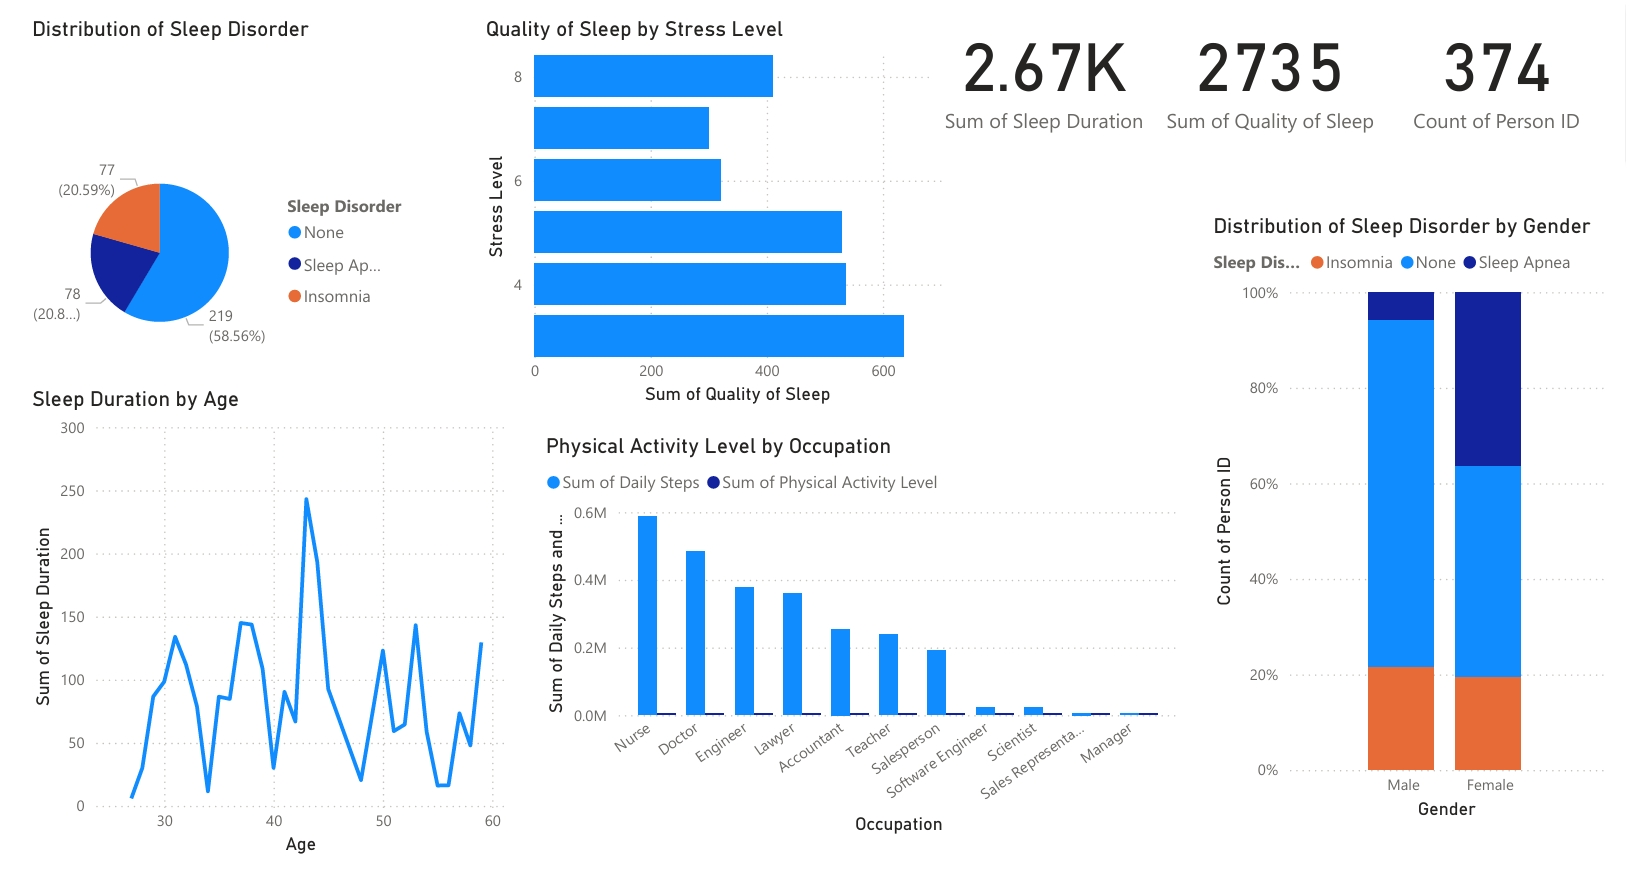 Distribution of Sleep Disorder
77
(20.59%)
78
(20.8...)
219
(58.56%)
Sleep Disorder
None
Sleep Ap...
Insomnia
Quality of Sleep by Stress Level
Stress Level
8
6
4
0 200 400 600
Sum of Quality of Sleep
2.67K
Sum of Sleep Duration
2735
Sum of Quality of Sleep
374
Count of Person ID
Sleep Duration by Age
Sum of Sleep Duration
300
250
200
150
100
50
0
30 40 50 60
Age
Physical Activity Level by Occupation
Sum of Daily Steps Sum of Physical Activity Level
Sum of Daily Steps and ...
0.6M
0.4M
0.2M
0.0M
Nurse
Doctor
Engineer
Lawyer
Accountant
Teacher
Salesperson
Software Engineer
Scientist
Sales Representa...
Manager
Occupation
Distribution of Sleep Disorder by Gender
Sleep Dis... Insomnia None Sleep Apnea
Count of Person ID
100%
80%
60%
40%
20%
0%
Male Female
Gender